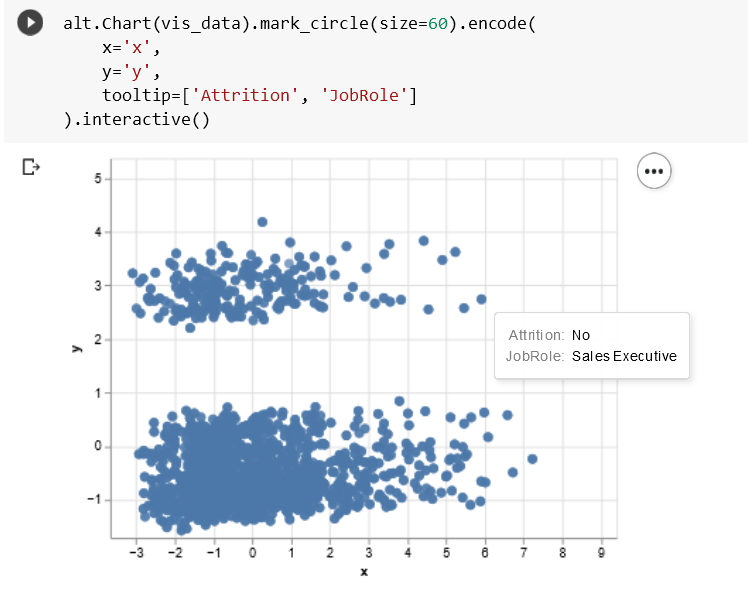 alt.Chart(vis_data).mark_circle(size=60).encode(
    x='x',
    y='y',
    tooltip=['Attrition', 'JobRole']
).interactive()
5
4
3
2
1
0
−1
y
Attrition: No
JobRole: Sales Executive
−3 −2 −1 0 1 2 3 4 5 6 7 8 9
x